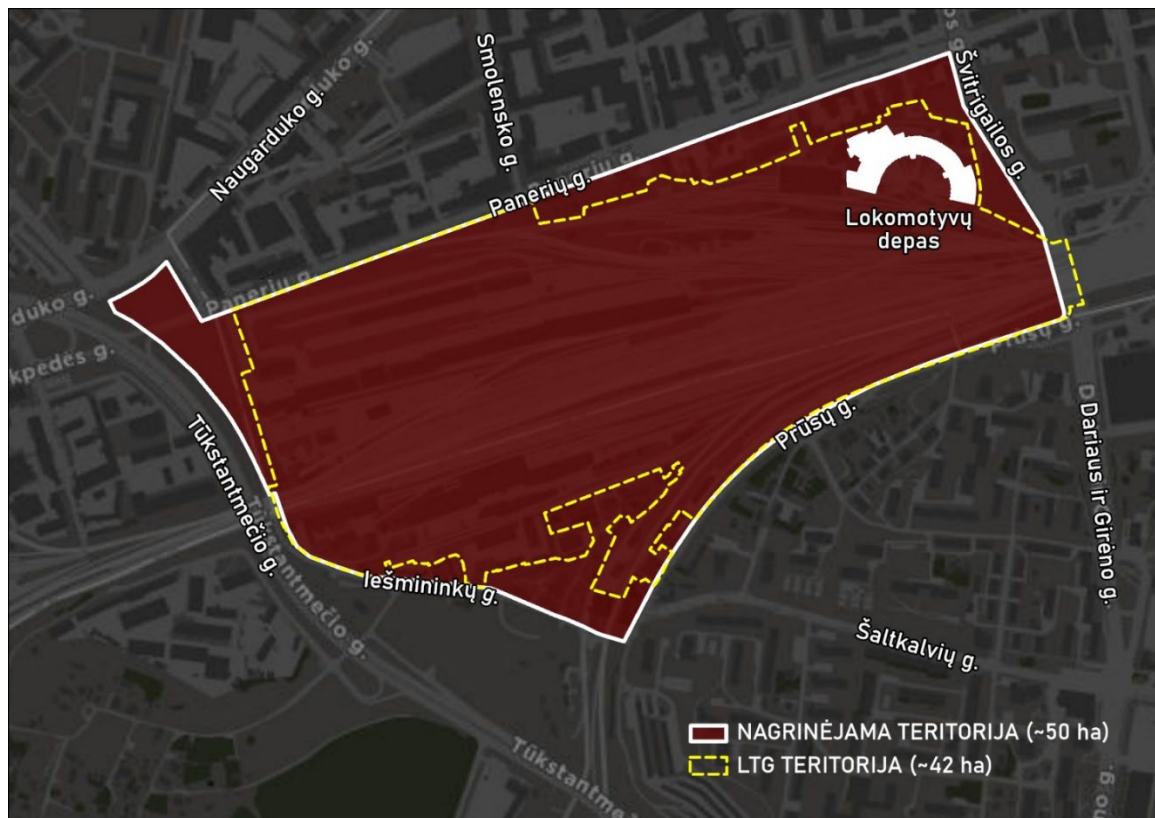 Švitrigailos g.
Smolensko g.
Naugarduko g.
Panerių g.
Panerių g.
Lokomotyvų
depas
Panerių g.
duko g.
kpėdės g.
Prūsų g.
Prūsų g.
Tūkstantmečio g.
Tūkstantmečio g.
Dariaus ir Girėno g.
Iešmininkų g.
Šaltkalvių g.
NAGRINĖJAMA TERITORIJA (~50 ha)
LTG TERITORIJA (~42 ha)